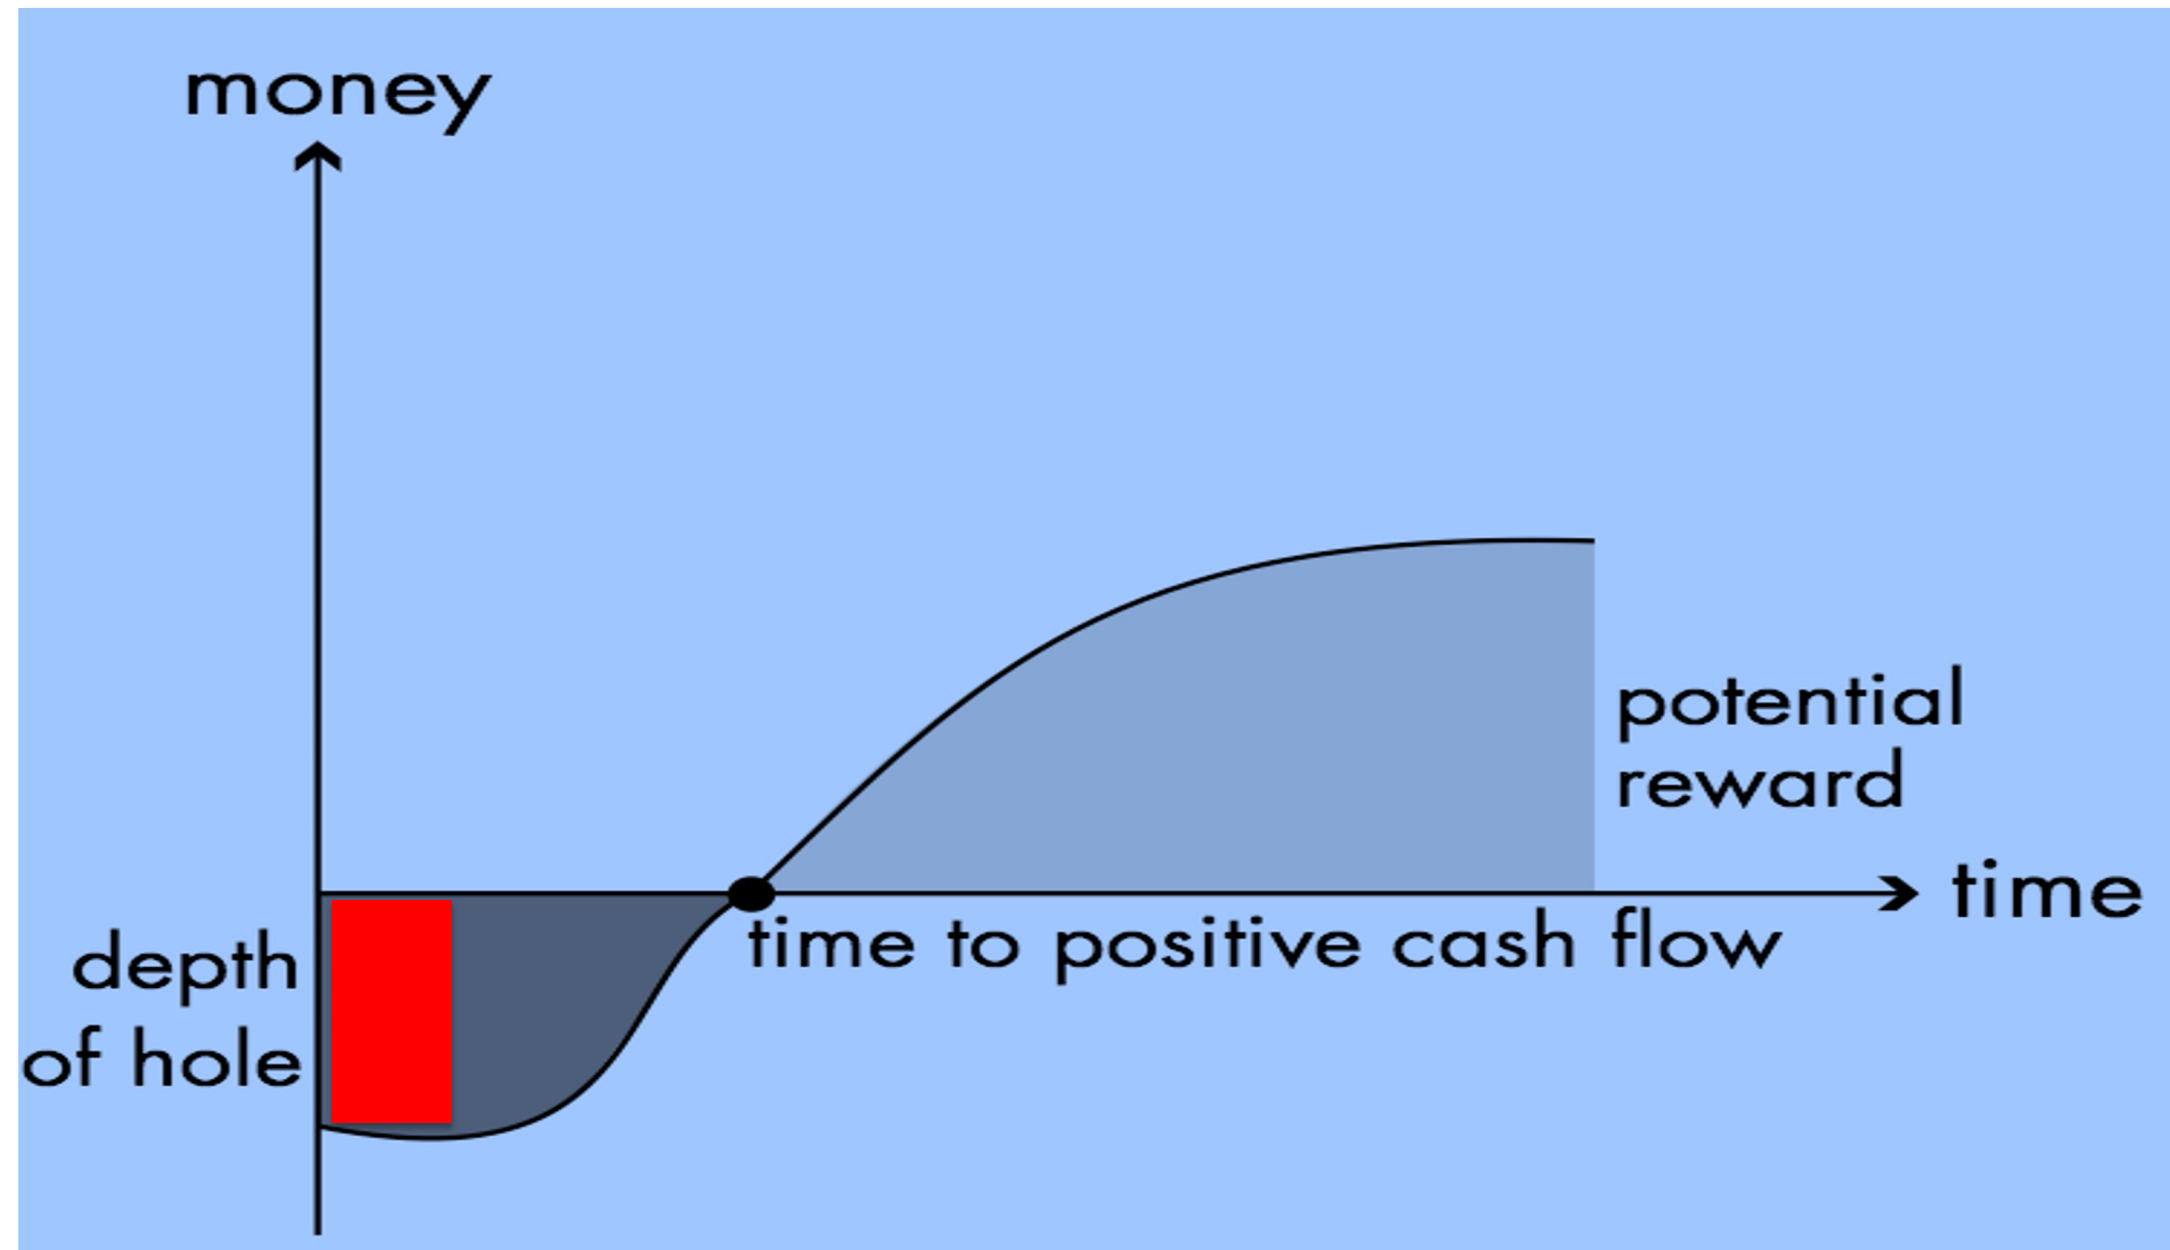 money
potential
reward
time
time to positive cash flow
depth
of hole